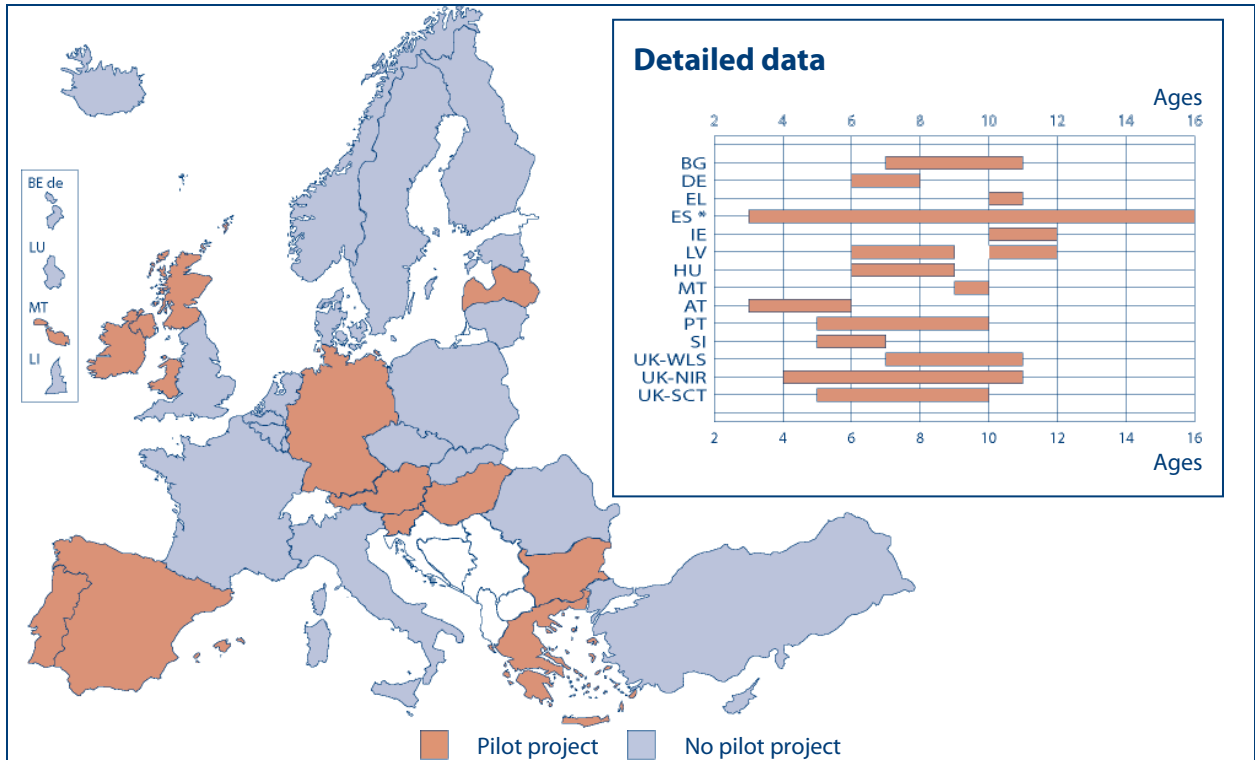 Detailed data
Ages
2 4 6 8 10 12 14 16
BG
DE
EL
ES *
IE
LV
HU
MT
AT
PT
SI
UK-WLS
UK-NIR
UK-SCT
2 4 6 8 10 12 14 16
Ages
BE de
LU
MT
LI
Pilot project No pilot project